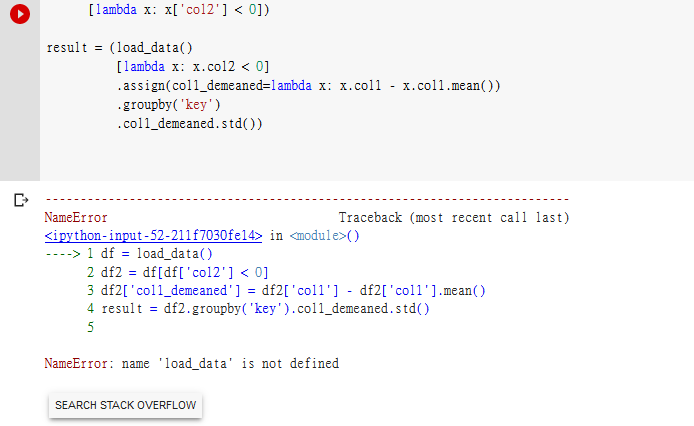 [lambda x: x['col2'] < 0])
result = (load_data()
[lambda x: x.col2 < 0]
.assign(col1_demeaned=lambda x: x.col1 - x.col1.mean())
.groupby('key')
.col1_demeaned.std())
--------------------------------------------------------------------------
NameError Traceback (most recent call last)
<ipython-input-52-211f7030fe14> in <module>()
----> 1 df = load_data()
2 df2 = df[df['col2'] < 0]
3 df2['col1_demeaned'] = df2['col1'] - df2['col1'].mean()
4 result = df2.groupby('key').col1_demeaned.std()
5
NameError: name 'load_data' is not defined
SEARCH STACK OVERFLOW